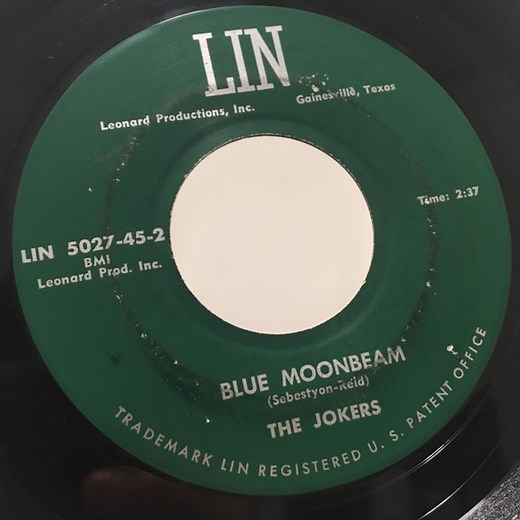 LIN
Leonard Productions, Inc.
Gainesville, Texas
Time: 2:37
LIN 5027-45-2
BMI
Leonard Prod. Inc.
BLUE MOONBEAM
(Sebestyon-Reid)
THE JOKERS
TRADEMARK LIN REGISTERED U. S. PATENT OFFICE